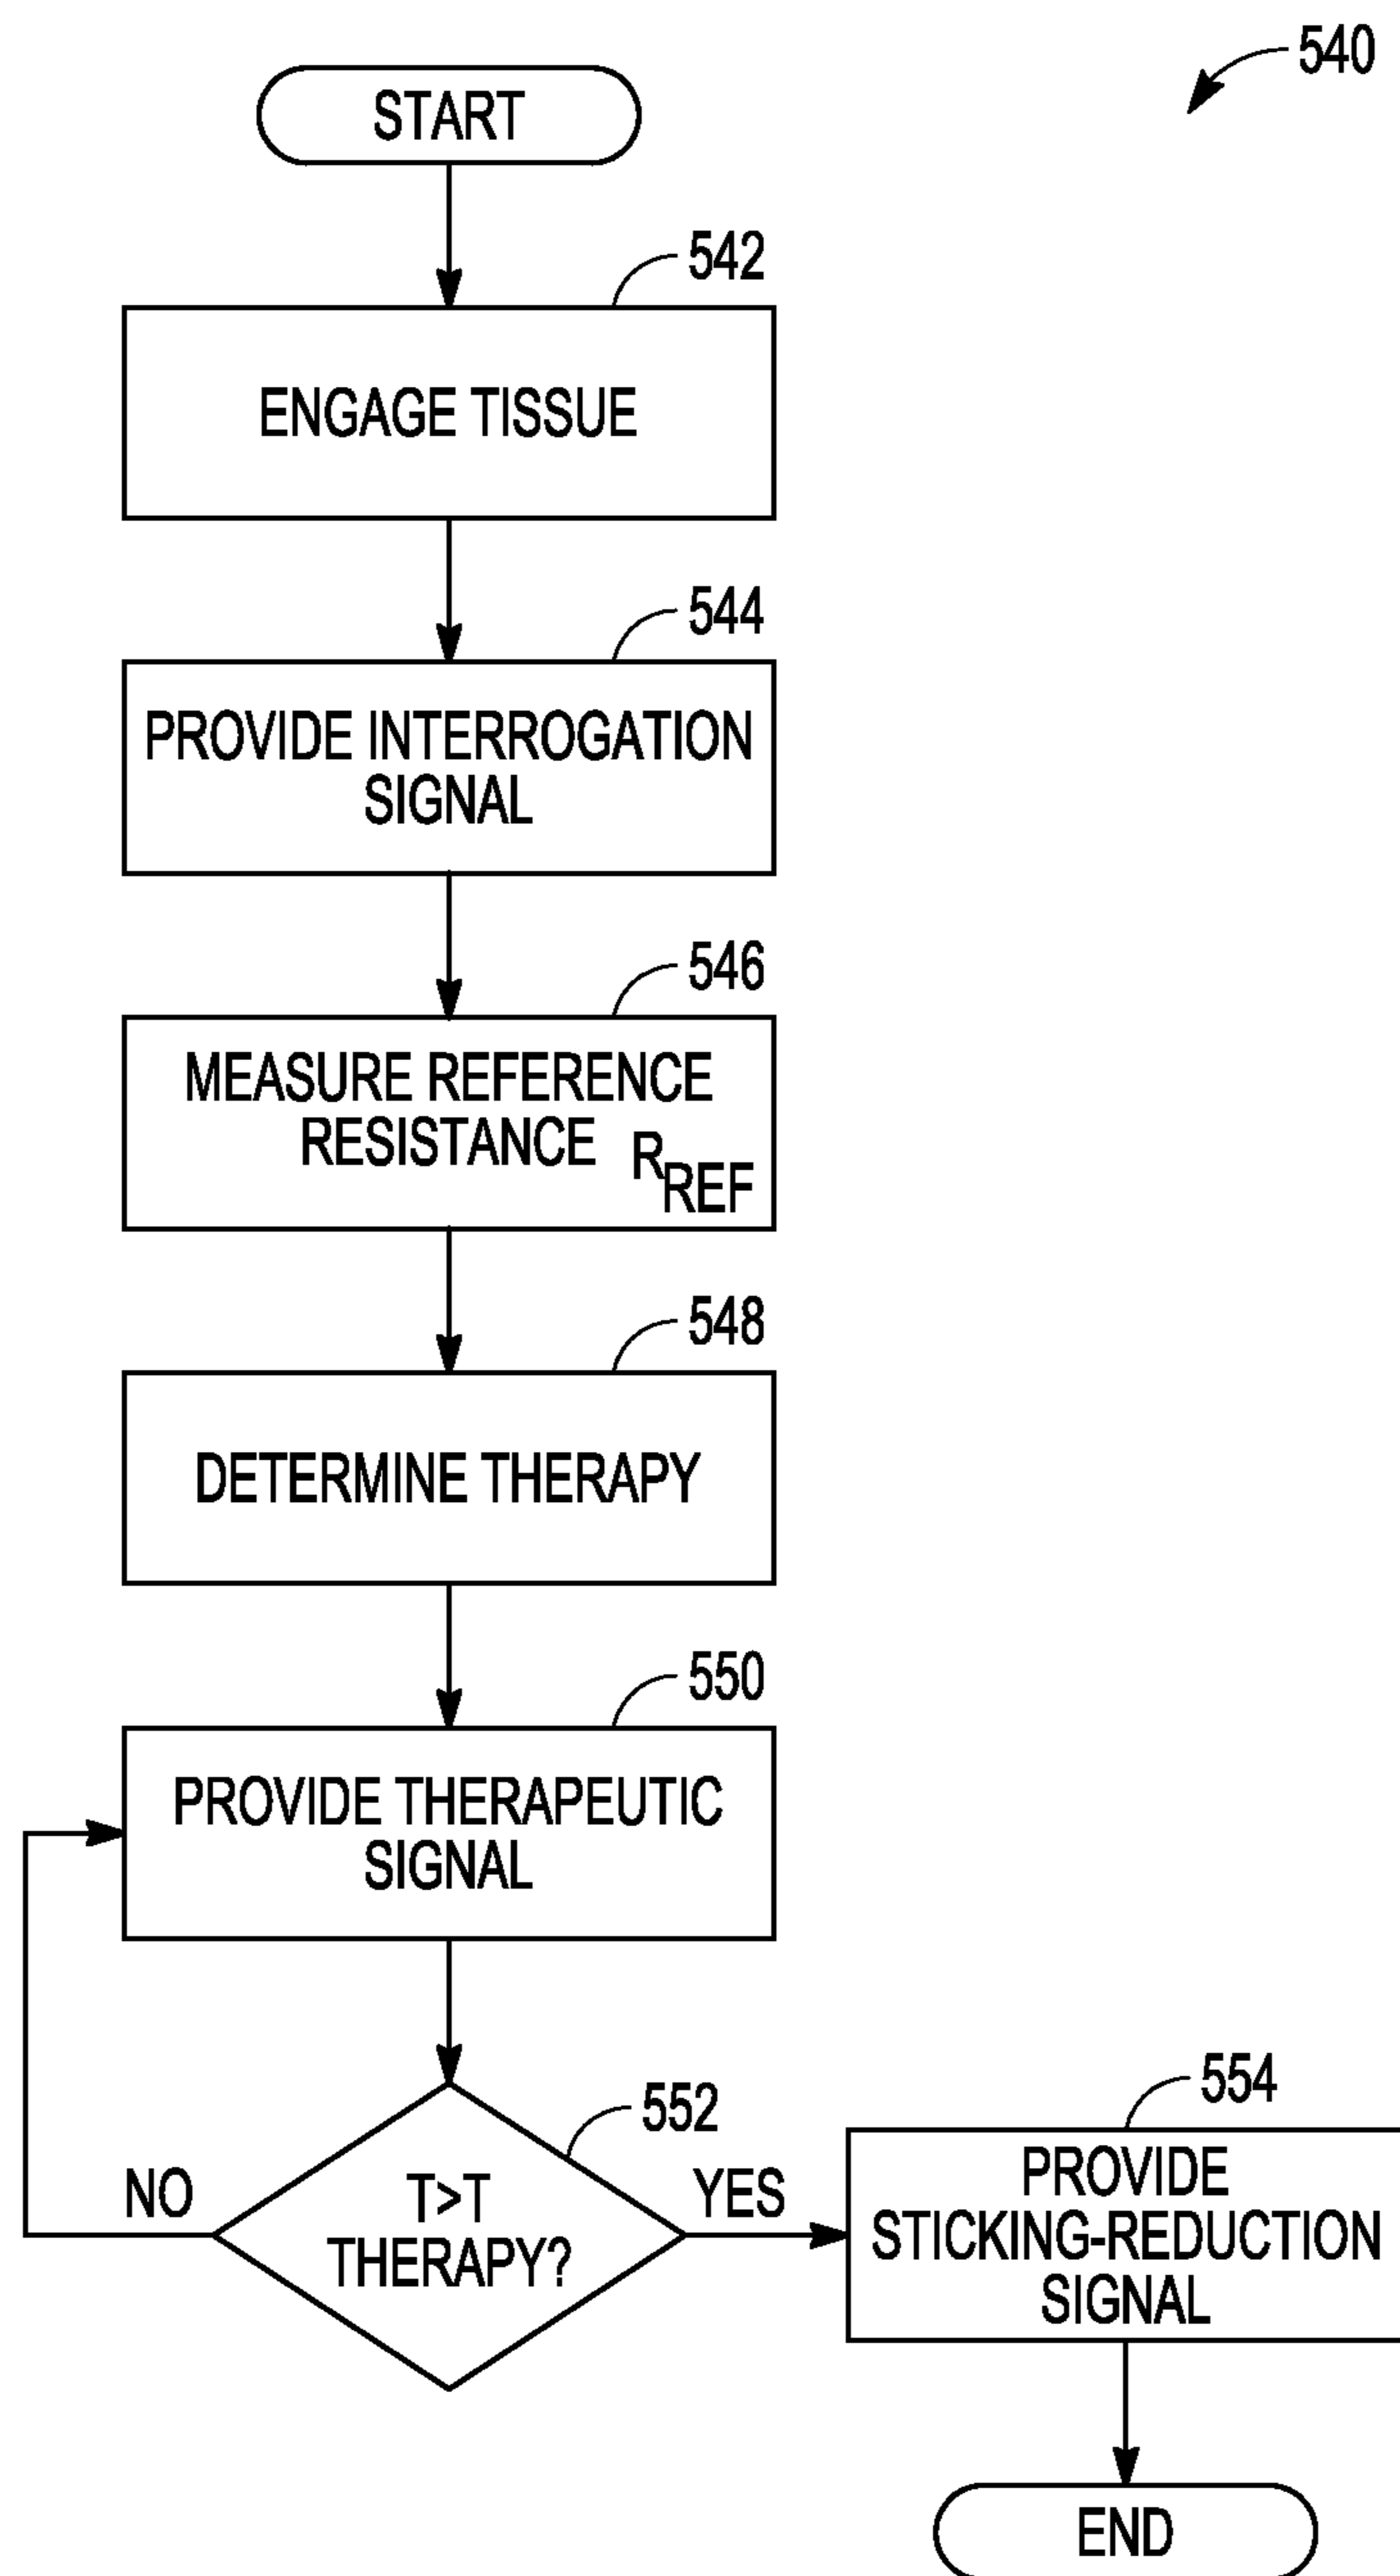 540
START
542
ENGAGE TISSUE
544
PROVIDE INTERROGATION
SIGNAL
546
MEASURE REFERENCE
RESISTANCE R REF
548
DETERMINE THERAPY
550
PROVIDE THERAPEUTIC
SIGNAL
552
T>T
THERAPY?
NO
YES
554
PROVIDE
STICKING-REDUCTION
SIGNAL
END